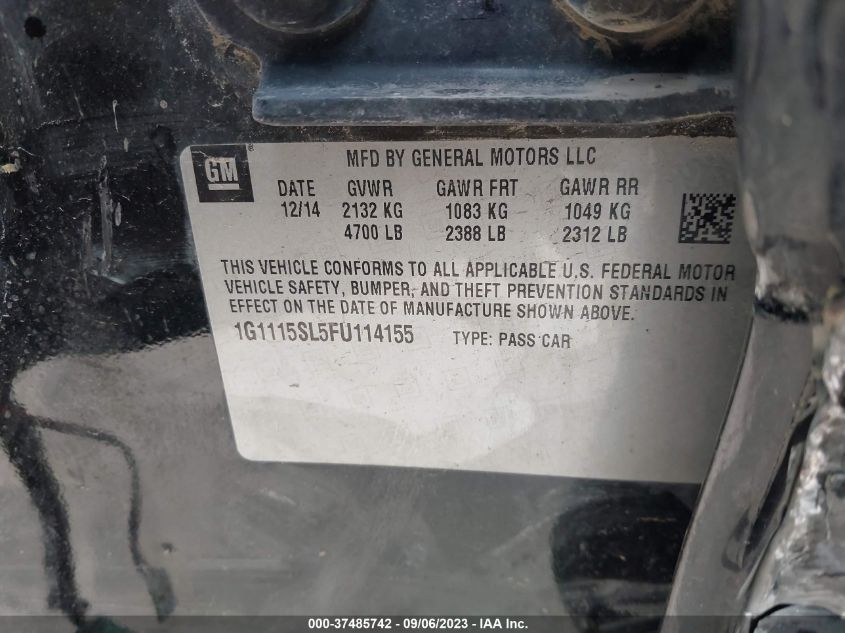 GM ®
MFD BY GENERAL MOTORS LLC
DATE GVWR GAWR FRT GAWR RR
12/14 2132 KG 1083 KG 1049 KG
4700 LB 2388 LB 2312 LB
THIS VEHICLE CONFORMS TO ALL APPLICABLE U.S. FEDERAL MOTOR
VEHICLE SAFETY, BUMPER, AND THEFT PREVENTION STANDARDS IN
EFFECT ON THE DATE OF MANUFACTURE SHOWN ABOVE.
1G1115SL5FU114155 TYPE: PASS CAR
000-37485742 - 09/06/2023 - IAA Inc.